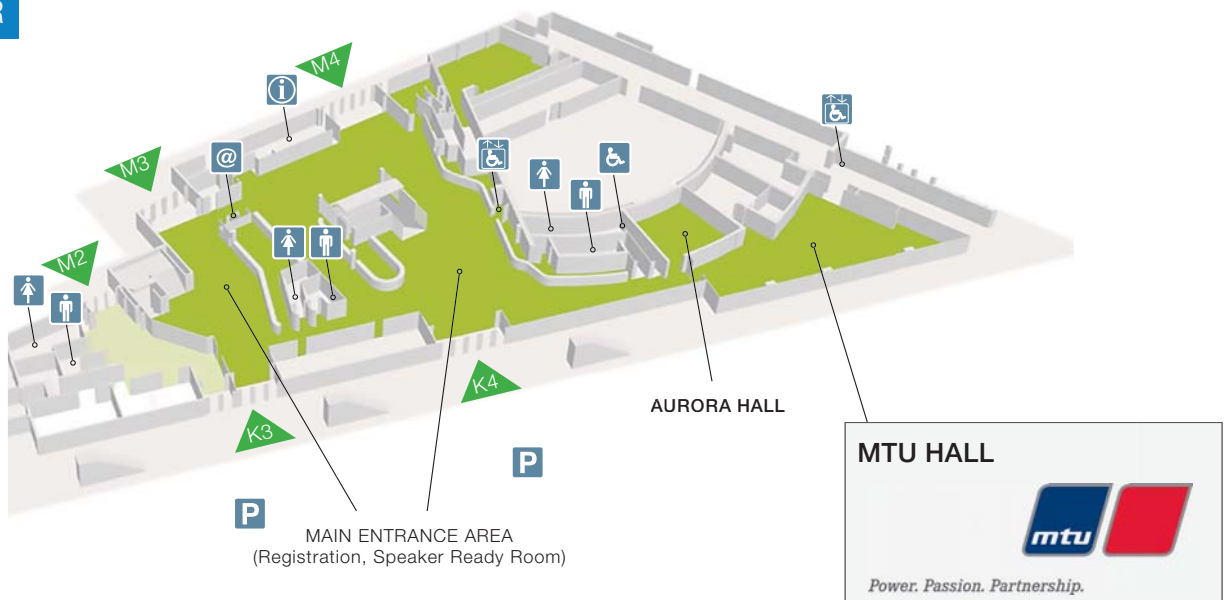 R
M4
M3
@
M2
K4
K3
AURORA HALL
P
P
MAIN ENTRANCE AREA
(Registration, Speaker Ready Room)
MTU HALL
mtu
Power. Passion. Partnership.